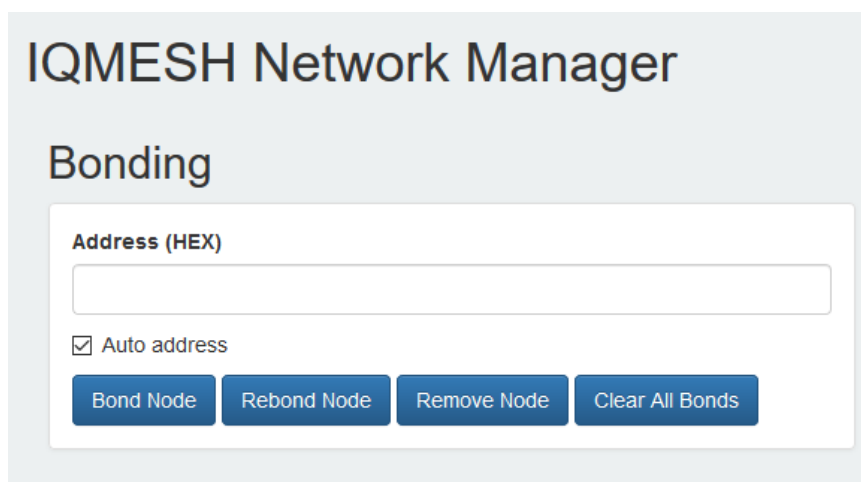 IQMESH Network Manager
Bonding
Address (HEX)
Auto address
Bond Node Rebond Node Remove Node Clear All Bonds